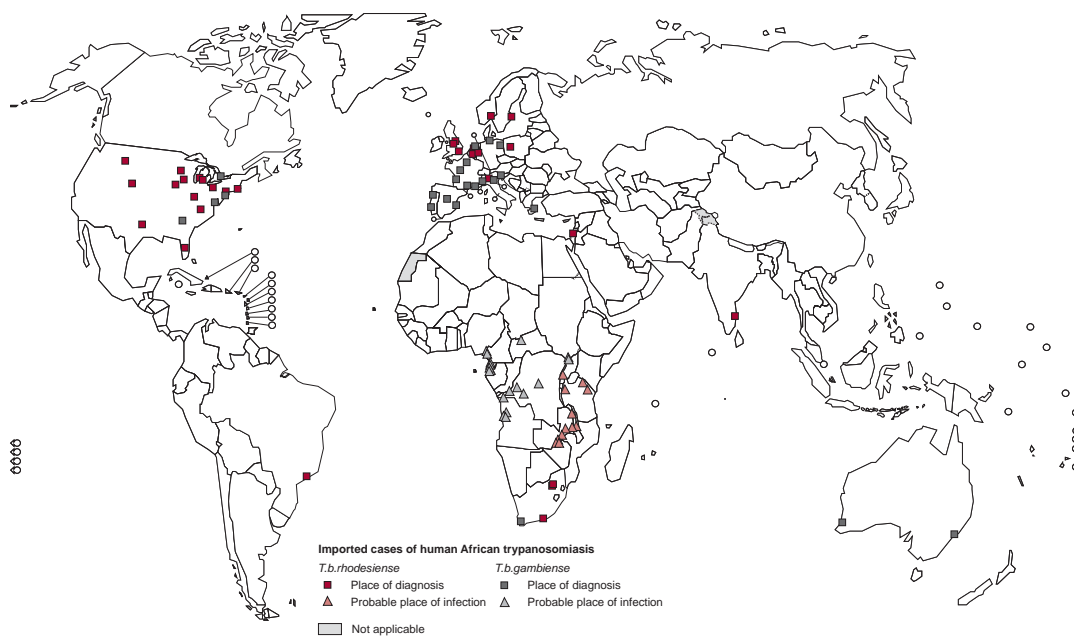 Imported cases of human African trypanosomiasis
T.b.rhodesiense T.b.gambiense
Place of diagnosis Place of diagnosis
Probable place of infection Probable place of infection
Not applicable